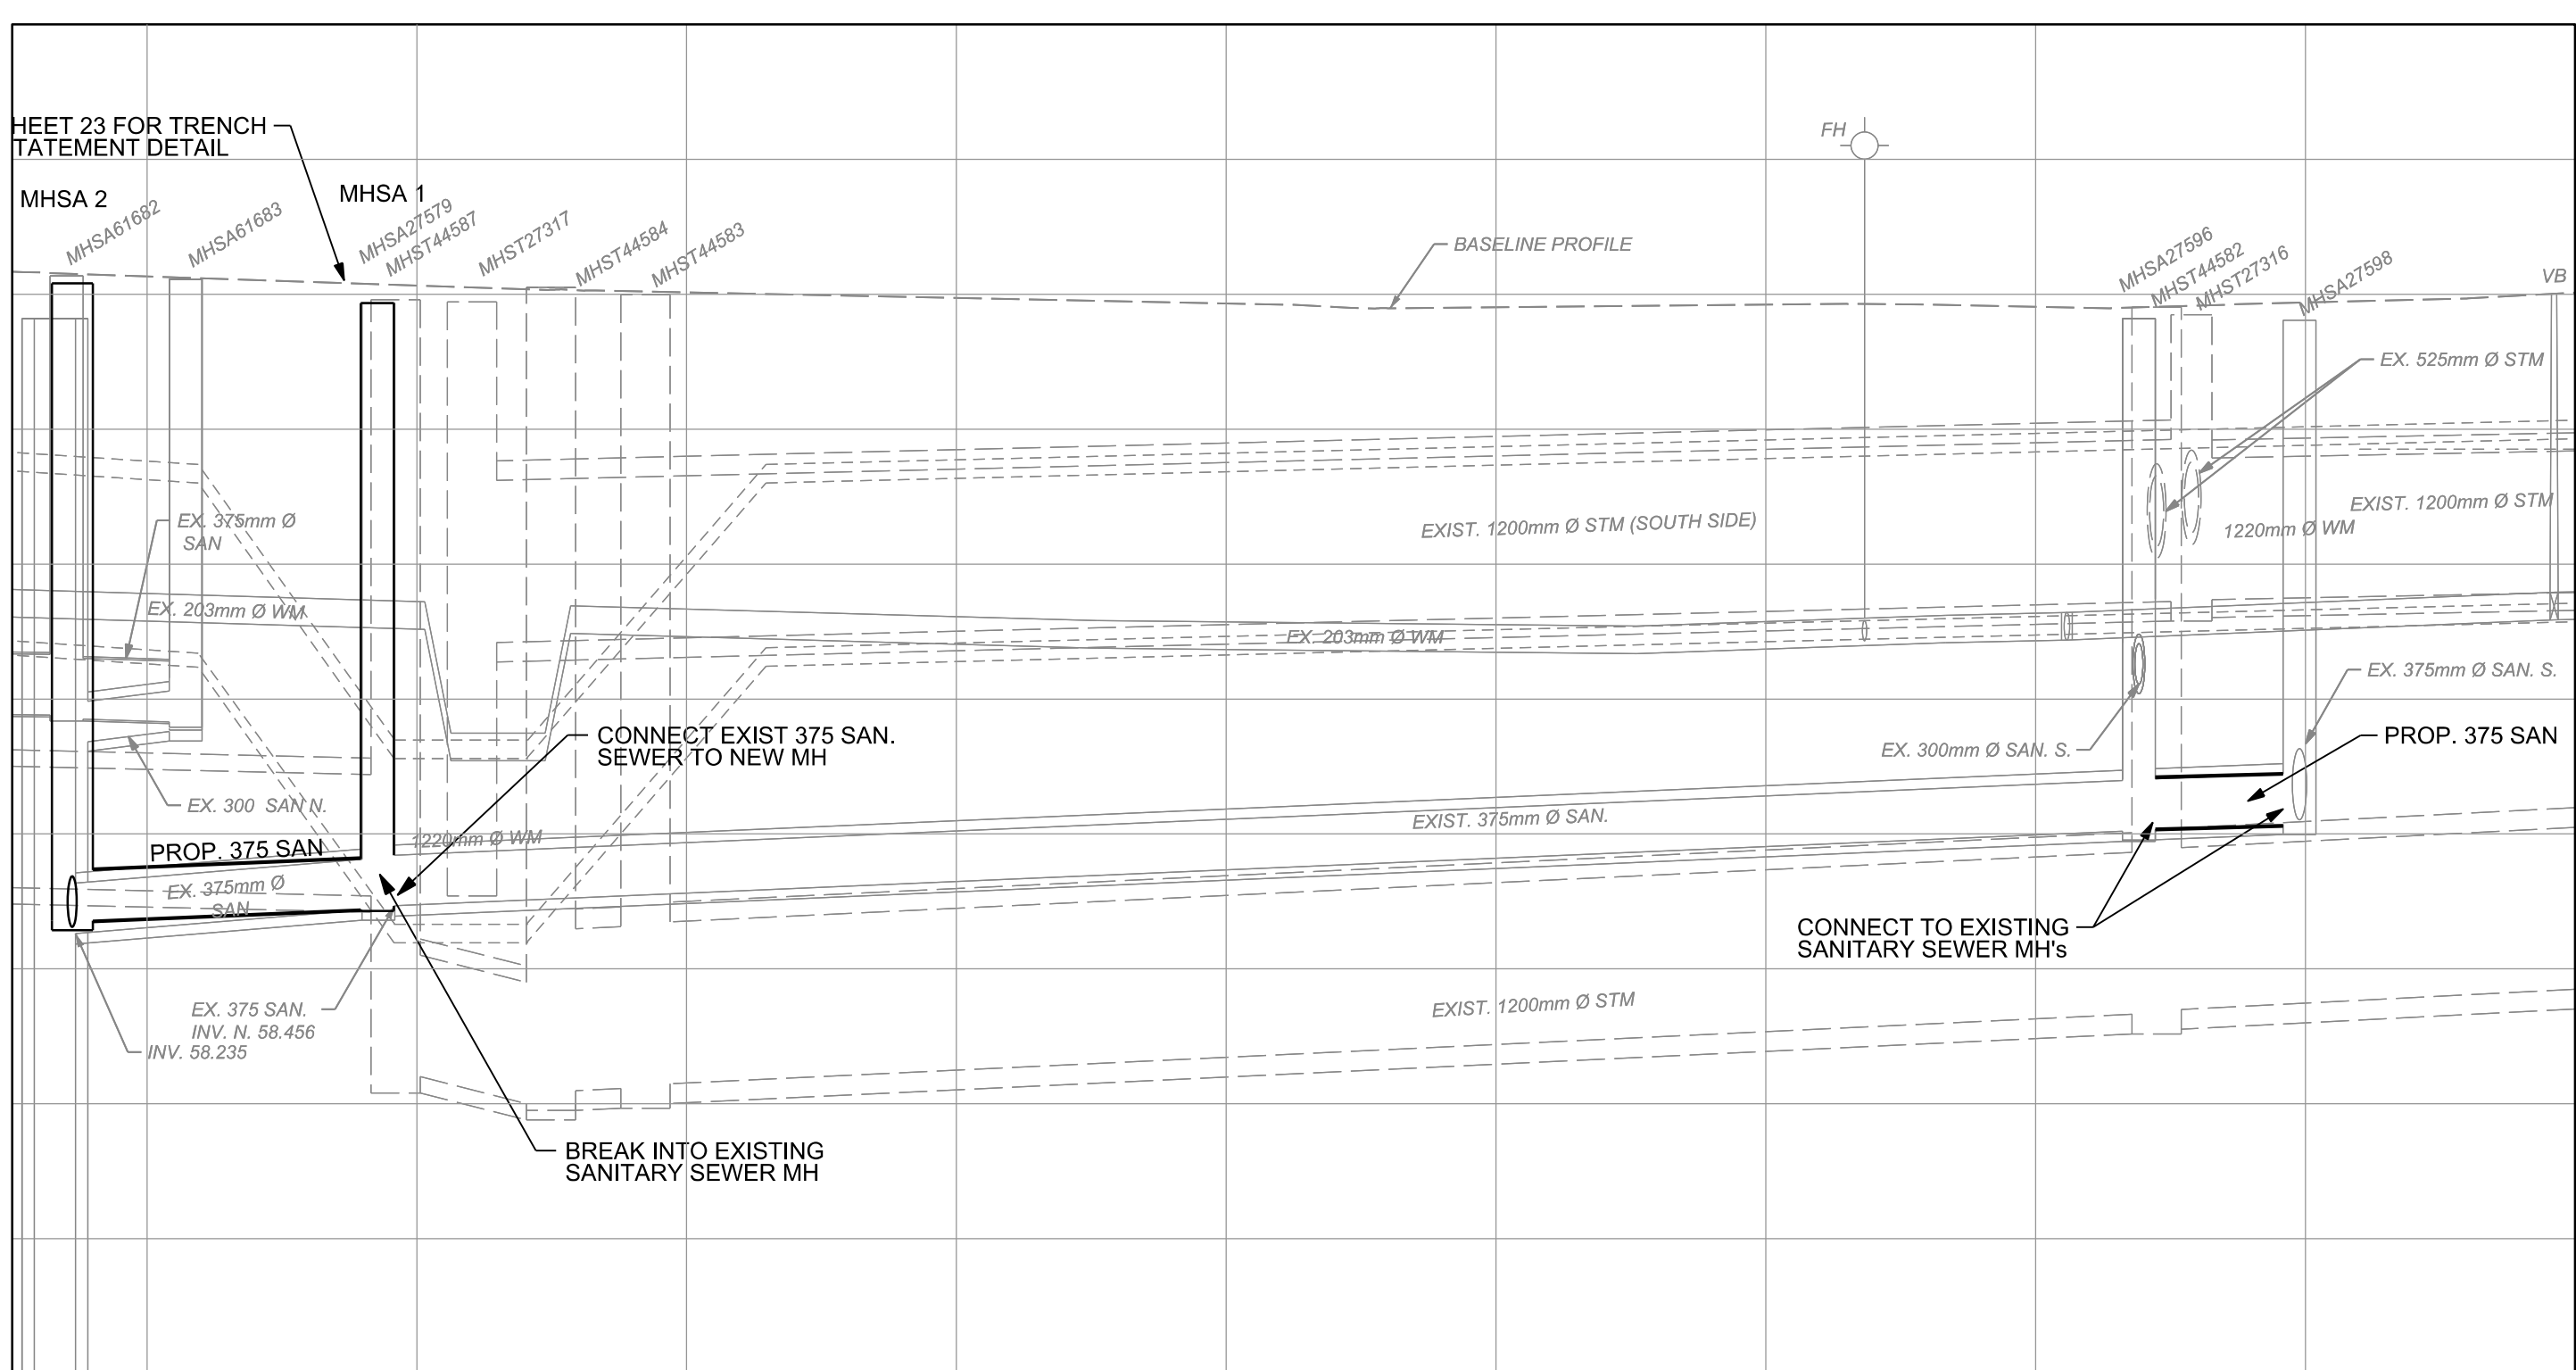 HEET 23 FOR TRENCH
TATEMENT DETAIL
MHSA 2
MHSA 1
MHSA61682
MHSA61683
MHSA27579
MHST44587
MHST27317
MHST44584
MHST44583
BASELINE PROFILE
FH
MHSA27596
MHST44582
MHST27316
MHSA27598
VB
EX. 525mm Ø STM
EX. 375mm Ø
SAN
EXIST. 1200mm Ø STM (SOUTH SIDE)
1220mm Ø WM
EXIST. 1200mm Ø STM
EX. 203mm Ø WM
EX. 203mm Ø WM
EX. 375mm Ø SAN. S.
CONNECT EXIST 375 SAN.
SEWER TO NEW MH
EX. 300mm Ø SAN. S.
PROP. 375 SAN
EX. 300 SAN N.
1220mm Ø WM
EXIST. 375mm Ø SAN.
PROP. 375 SAN
EX. 375mm Ø
SAN
CONNECT TO EXISTING
SANITARY SEWER MH's
EX. 375 SAN.
INV. N. 58.456
INV. 58.235
EXIST. 1200mm Ø STM
BREAK INTO EXISTING
SANITARY SEWER MH